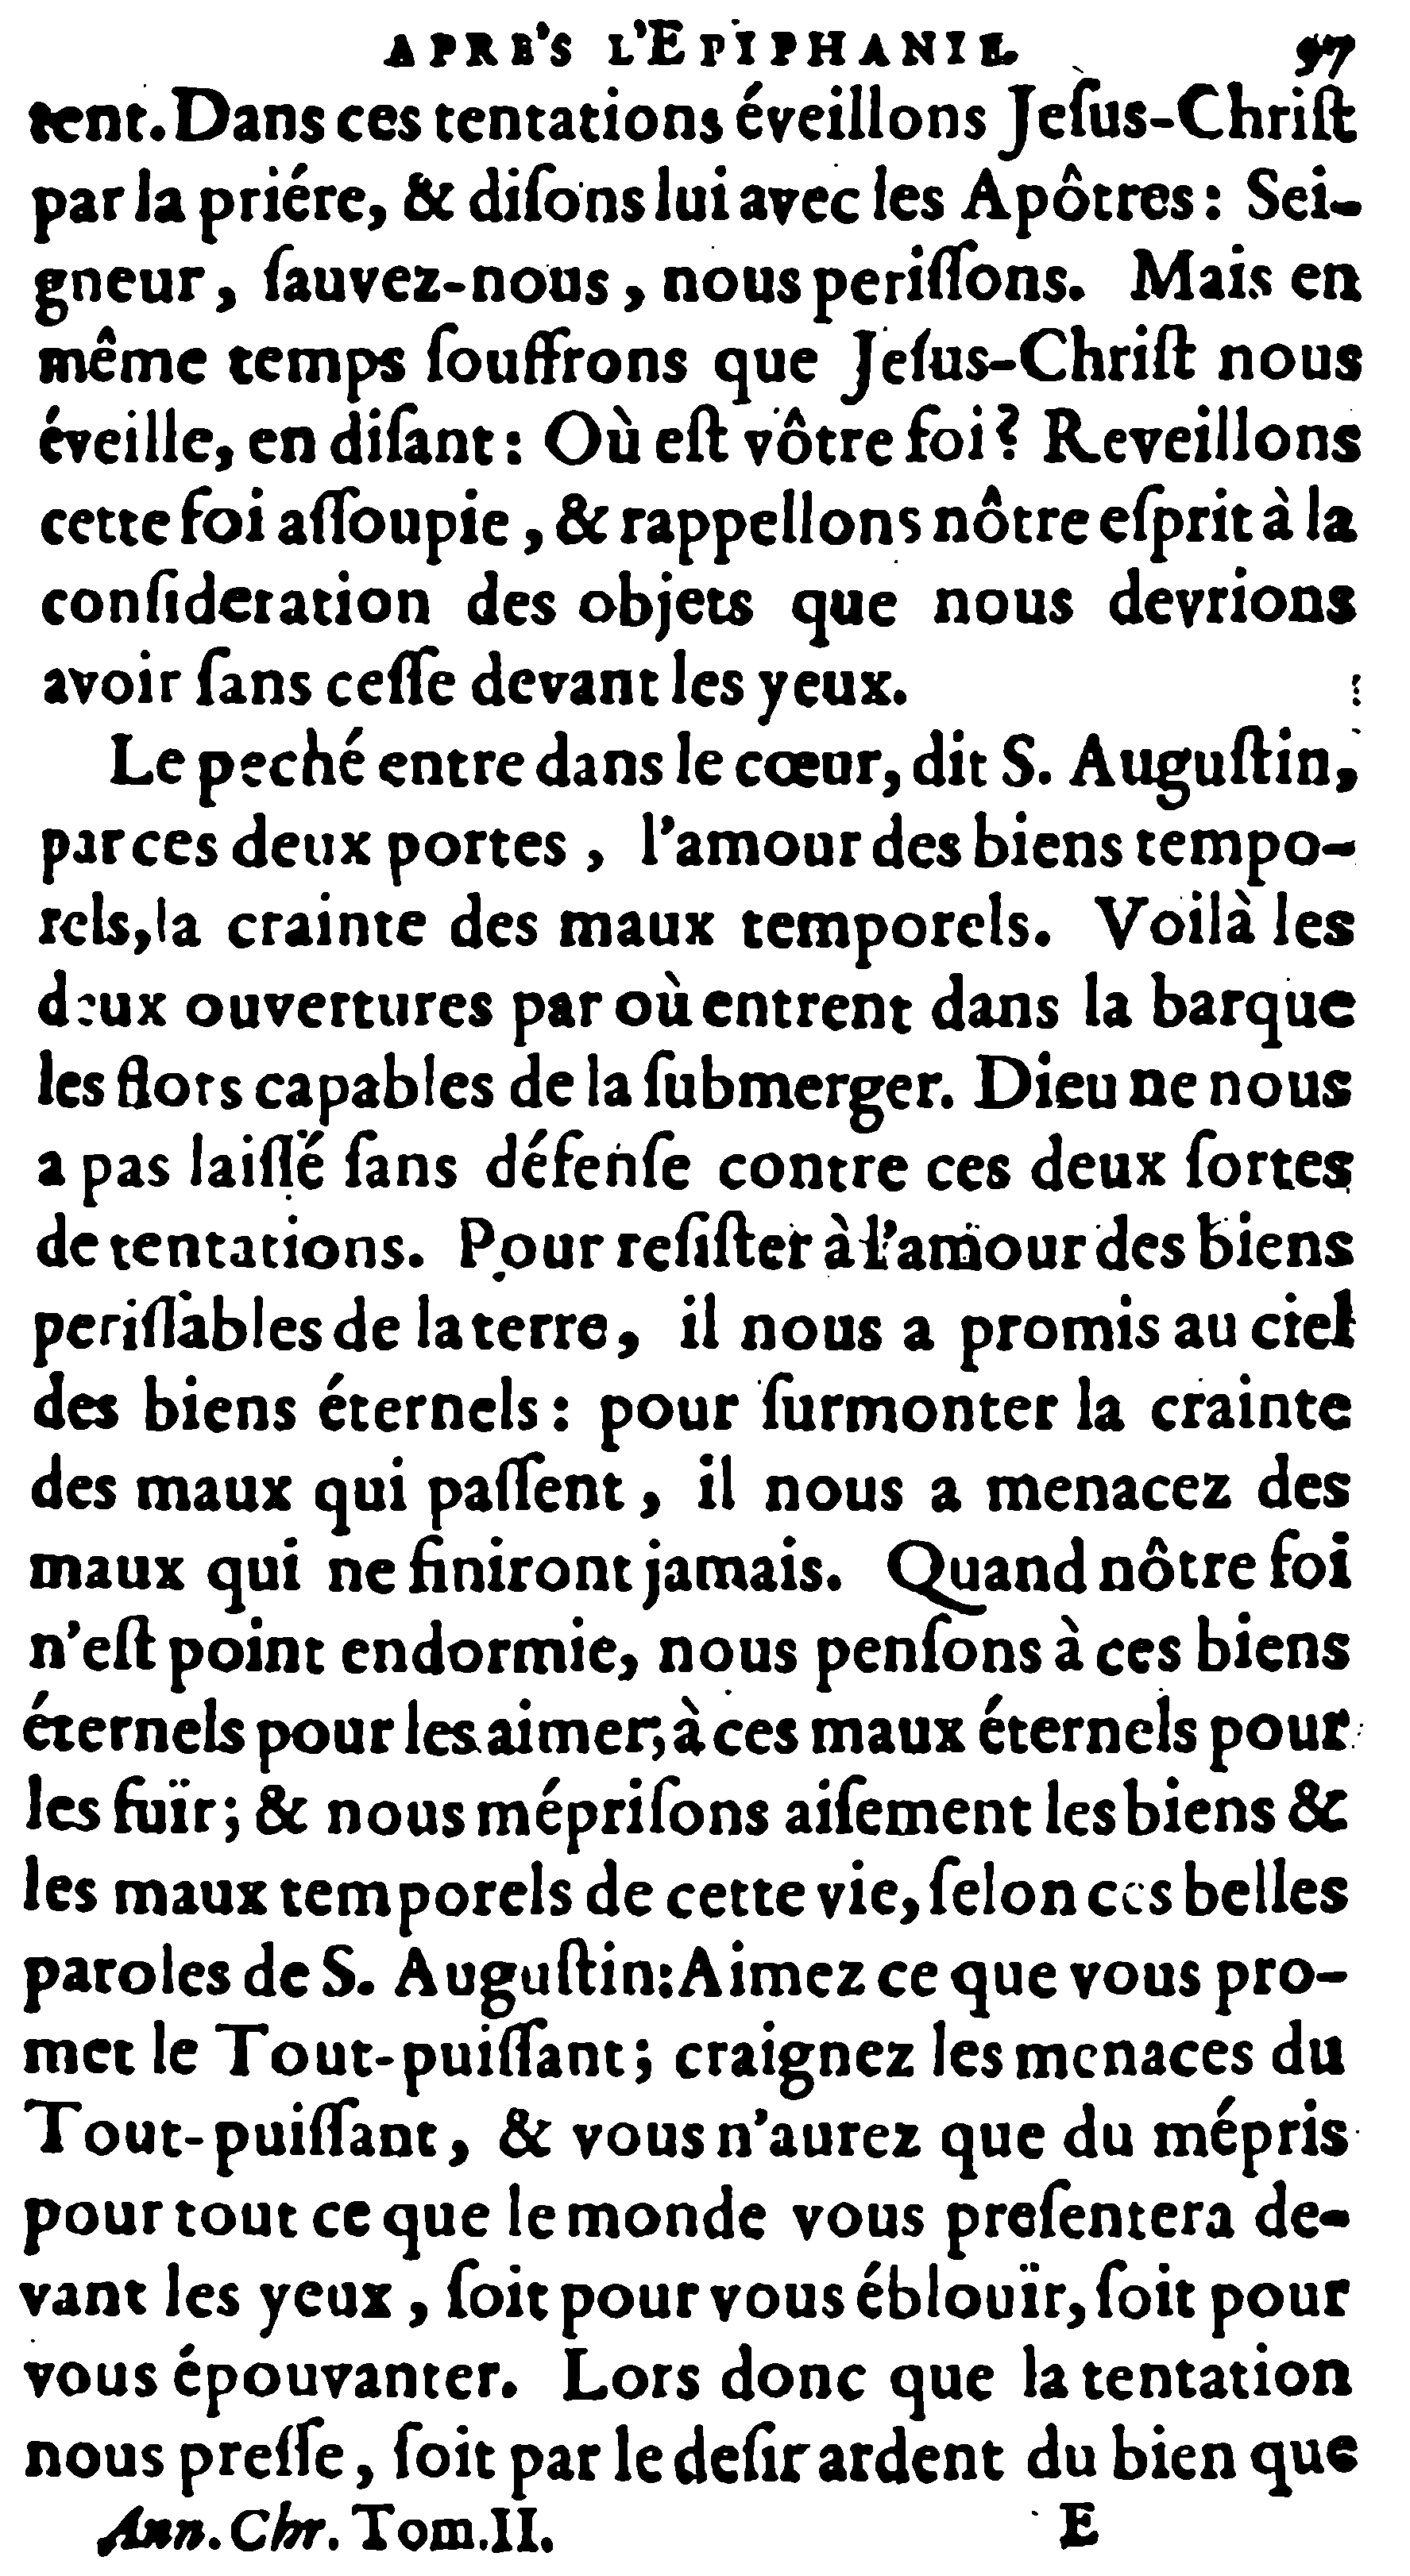 APRE'S L'EPIPHANIE. 97
tent. Dans ces tentations éveillons Jeſus-Chriſt
par la priére, & diſons lui avec les Apôtres: Sei-
gneur, ſauvez-nous, nous periſſons. Mais en
même temps ſouffrons que Jeſus-Chriſt nous
éveille, en diſant: Où eſt vôtre foi? Reveillons
cette foi aſſoupie, & rappellons nôtre eſprit à la
conſideration des objets que nous devrions
avoir ſans ceſſe devant les yeux.
Le peché entre dans le cœur, dit S. Auguſtin,
par ces deux portes, l'amour des biens tempo-
rels, la crainte des maux temporels. Voilà les
deux ouvertures par où entrent dans la barque
les flots capables de la ſubmerger. Dieu ne nous
a pas laiſſé ſans défenſe contre ces deux ſortes
de tentations. Pour reſiſter à l'amour des biens
periſſables de la terre, il nous a promis au ciel
des biens éternels: pour ſurmonter la crainte
des maux qui paſſent, il nous a menacez des
maux qui ne finiront jamais. Quand nôtre foi
n'eſt point endormie, nous penſons à ces biens
éternels pour les aimer; à ces maux éternels pour
les fuïr; & nous mépriſons aiſement les biens &
les maux temporels de cette vie, ſelon ces belles
paroles de S. Auguſtin: Aimez ce que vous pro-
met le Tout-puiſſant; craignez les menaces du
Tout-puiſſant, & vous n'aurez que du mépris
pour tout ce que le monde vous preſentera de-
vant les yeux, ſoit pour vous éblouïr, ſoit pour
vous épouvanter. Lors donc que la tentation
nous preſſe, ſoit par le deſir ardent du bien que
Ann. Chr. Tom. II. E